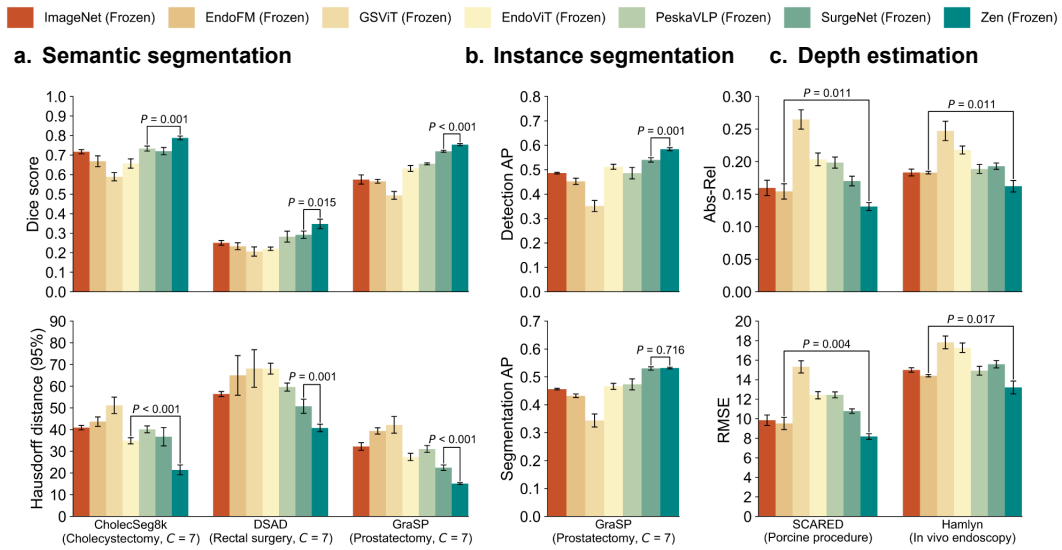 ImageNet (Frozen) EndoFM (Frozen) GSViT (Frozen) EndoViT (Frozen) PeskaVLP (Frozen) SurgeNet (Frozen) Zen (Frozen)
a. Semantic segmentation
b. Instance segmentation
c. Depth estimation
Dice score
1.0
0.9
0.8
0.7
0.6
0.5
0.4
0.3
0.2
0.1
0.0
P = 0.001
P = 0.015
P < 0.001
Detection AP
0.8
0.7
0.6
0.5
0.4
0.3
0.2
0.1
0.0
P = 0.001
Abs-Rel
0.30
0.25
0.20
0.15
0.10
0.05
0.00
P = 0.011
P = 0.011
Hausdorff distance (95%)
90
80
70
60
50
40
30
20
10
0
P < 0.001
P = 0.001
P < 0.001
CholecSeg8k
(Cholecystectomy, C = 7)
DSAD
(Rectal surgery, C = 7)
GraSP
(Prostatectomy, C = 7)
Segmentation AP
0.6
0.5
0.4
0.3
0.2
0.1
0.0
P = 0.716
GraSP
(Prostatectomy, C = 7)
RMSE
20
18
16
14
12
10
8
6
4
2
0
P = 0.004
P = 0.017
SCARED
(Porcine procedure)
Hamlyn
(In vivo endoscopy)